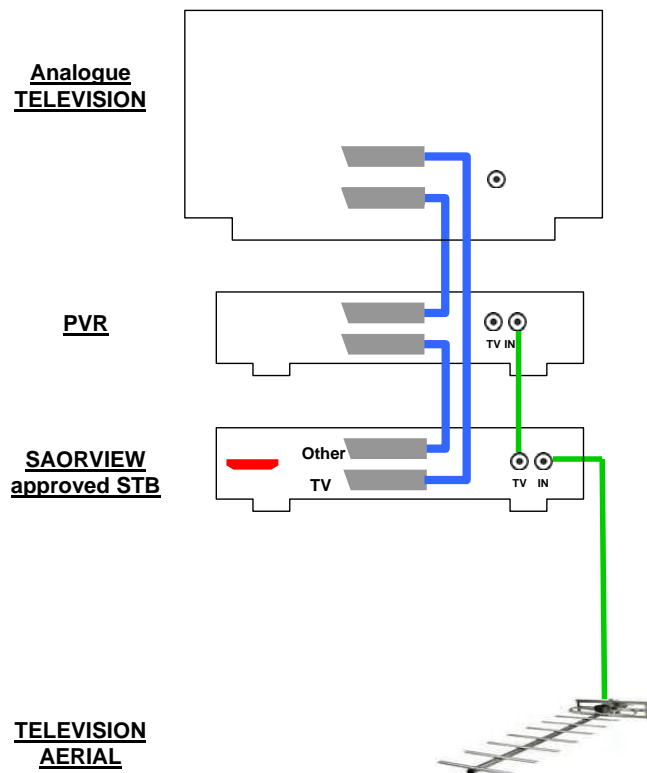 Analogue
TELEVISION
PVR
TV IN
SAORVIEW
approved STB
Other
TV
TV IN
TELEVISION
AERIAL